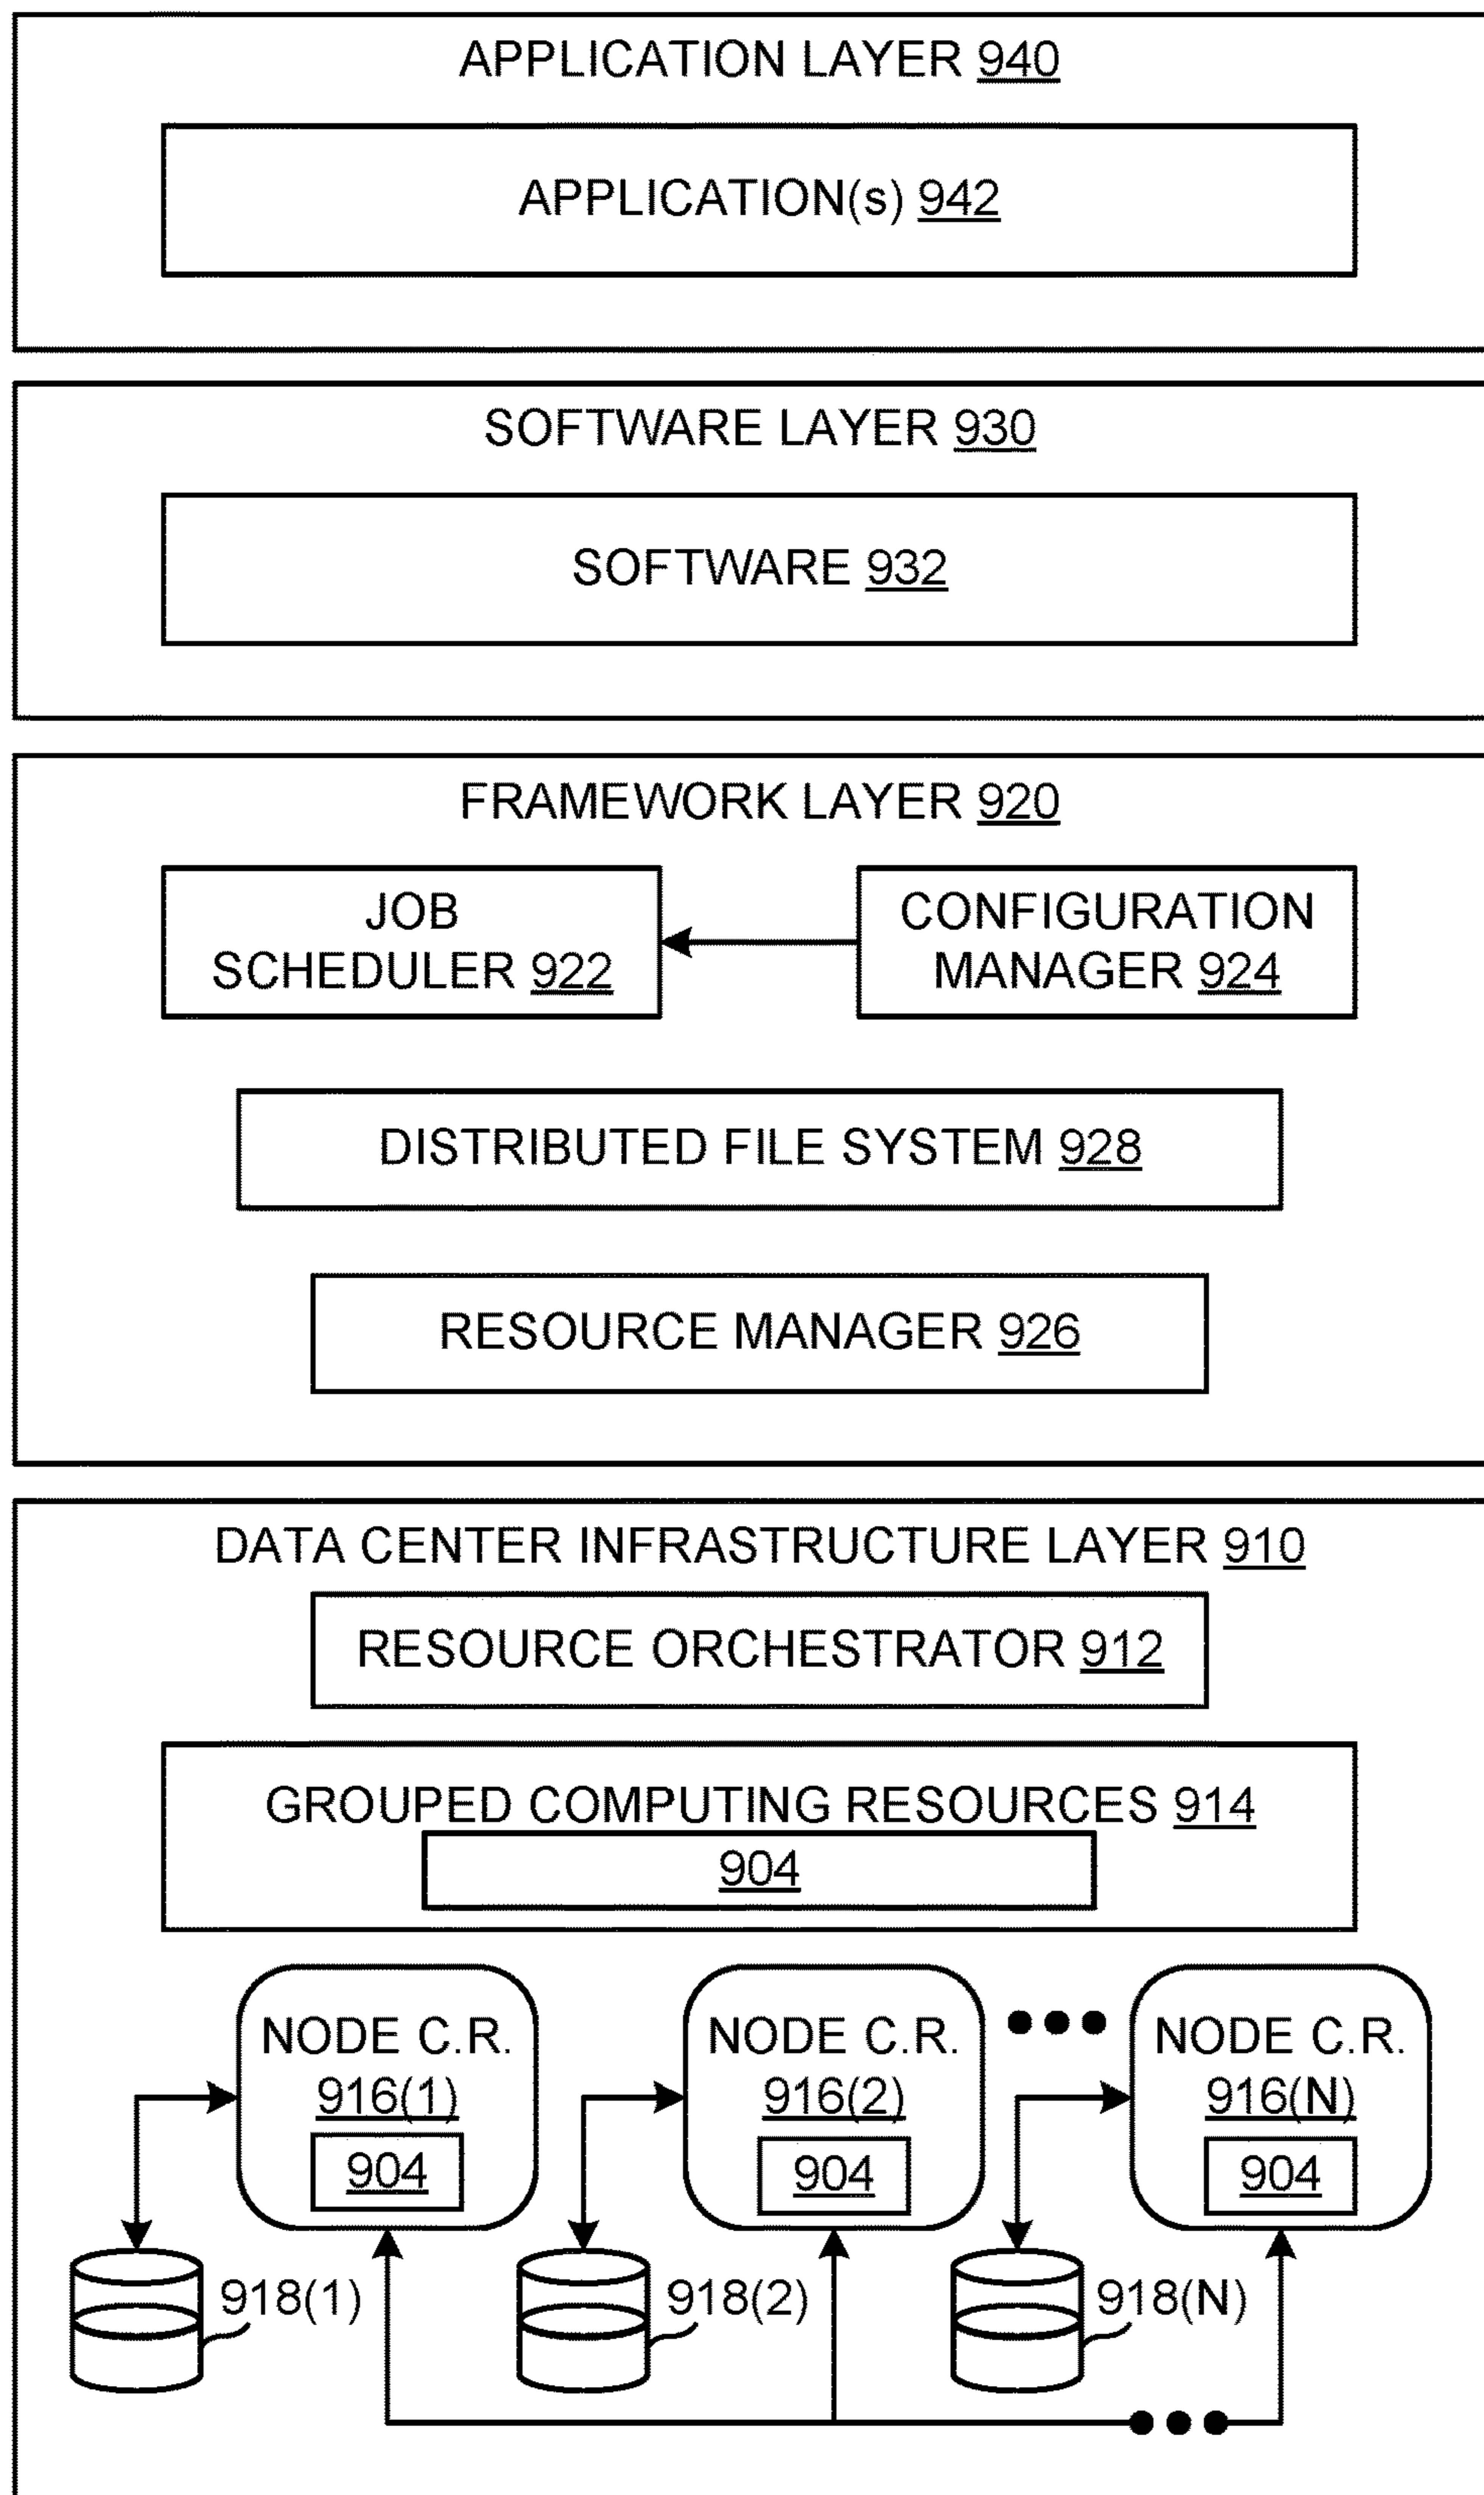 APPLICATION LAYER 940
APPLICATION(s) 942
SOFTWARE LAYER 930
SOFTWARE 932
FRAMEWORK LAYER 920
JOB
SCHEDULER 922
CONFIGURATION
MANAGER 924
DISTRIBUTED FILE SYSTEM 928
RESOURCE MANAGER 926
DATA CENTER INFRASTRUCTURE LAYER 910
RESOURCE ORCHESTRATOR 912
GROUPED COMPUTING RESOURCES 914
904
NODE C.R.
916(1)
904
NODE C.R.
916(2)
904
NODE C.R.
916(N)
904
918(1)
918(2)
918(N)